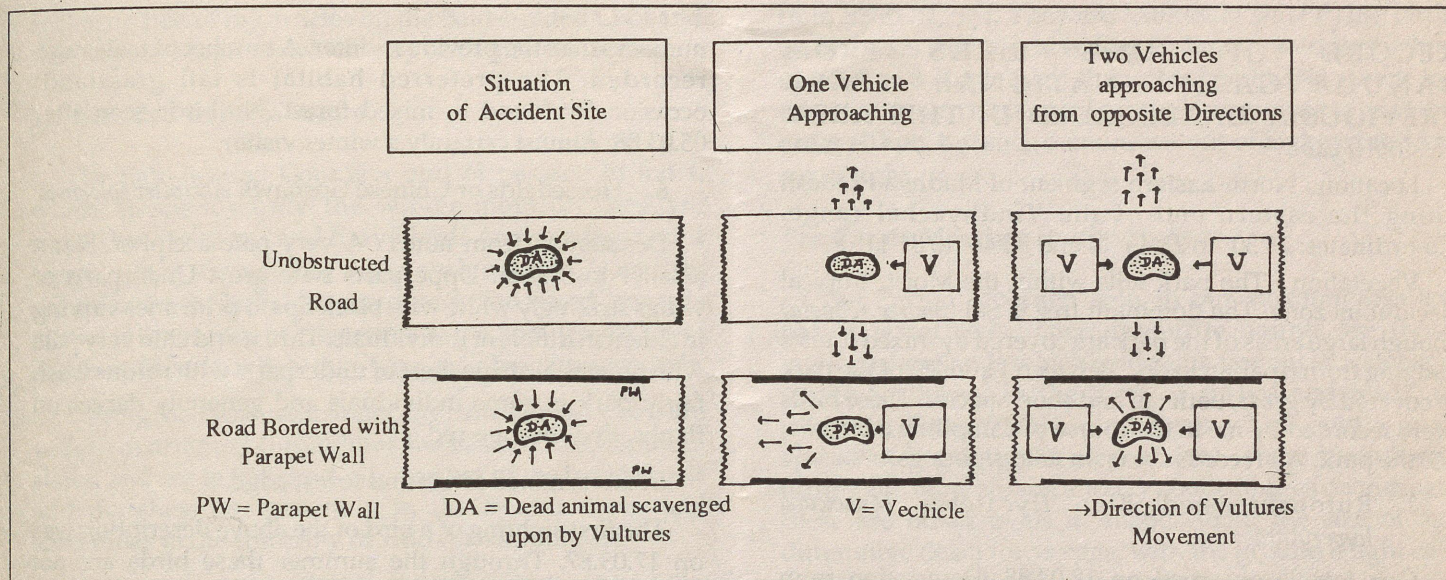 Situation
of Accident Site
One Vehicle
Approaching
Two Vehicles
approaching
from opposite Directions
Unobstructed
Road
DA
DA
V
V
DA
V
Road Bordered with
Parapet Wall
PW
DA
PW
DA
V
V
DA
V
PW = Parapet Wall
DA = Dead animal scavenged
upon by Vultures
V= Vechicle
→Direction of Vultures
Movement